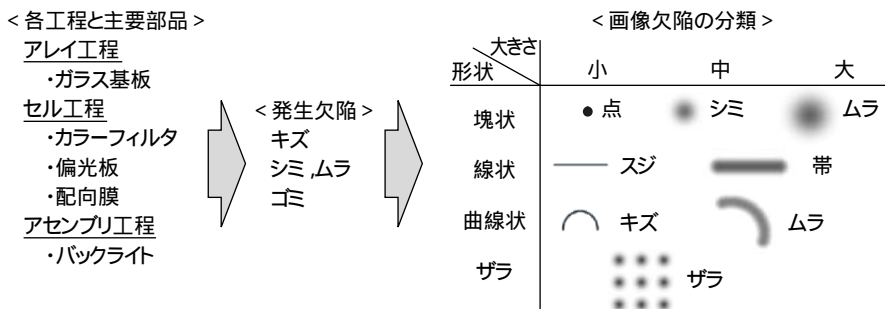 <各工程と主要部品>
アレイ工程
・ガラス基板
セル工程
・カラーフィルタ
・偏光板
・配向膜
アセンブリ工程
・バックライト
<発生欠陥>
キズ
シミ,ムラ
ゴミ
<画像欠陥の分類>
大きさ
形状 小 中 大
塊状 点 シミ ムラ
線状 スジ 帯
曲線状 キズ ムラ
ザラ ザラ